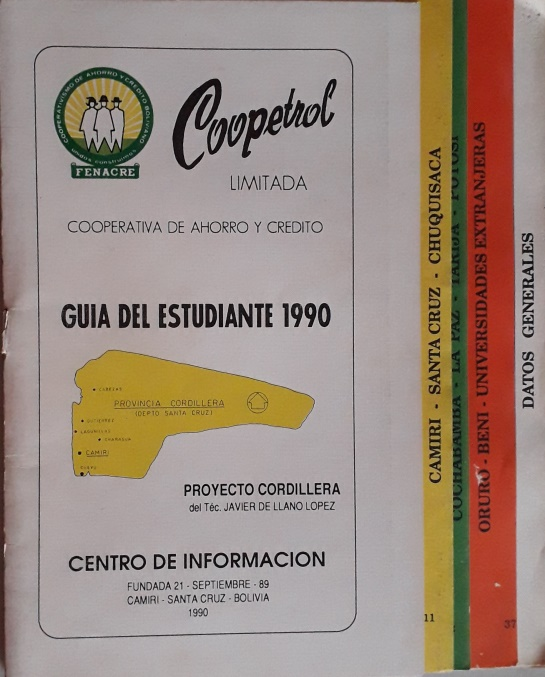 COOPERATIVISMO DE AHORRO Y CREDITO BOLIVIANO
unidos construimos
FENACRE
Coopetrol
LIMITADA
COOPERATIVA DE AHORRO Y CREDITO
GUIA DEL ESTUDIANTE 1990
CABEZAS
PROVINCIA CORDILLERA
(DEPTO SANTA CRUZ)
GUTIERREZ
LAGUNILLAS
CHARAGUA
CAMIRI
PROYECTO CORDILLERA
del Téc. JAVIER DE LLANO LOPEZ
CENTRO DE INFORMACION
FUNDADA 21 - SEPTIEMBRE - 89
CAMIRI - SANTA CRUZ - BOLIVIA
1990
CAMIRI - SANTA CRUZ - CHUQUISACA
COCHABAMBA - LA PAZ - TARIJA - POTOSI
ORURO - BENI - UNIVERSIDADES EXTRANJERAS
DATOS GENERALES
11
37